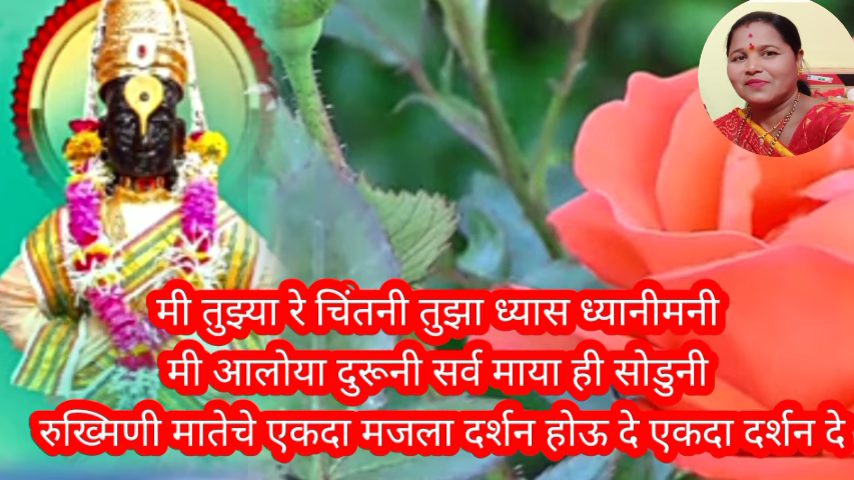 मी तुझ्या रे चिंतनी तुझा ध्यास ध्यानीमनी
मी आलोया दुरूनी सर्व माया ही सोडुनी
रुख्मिणी मातेचे एकदा मजला दर्शन होऊ दे एकदा दर्शन दे